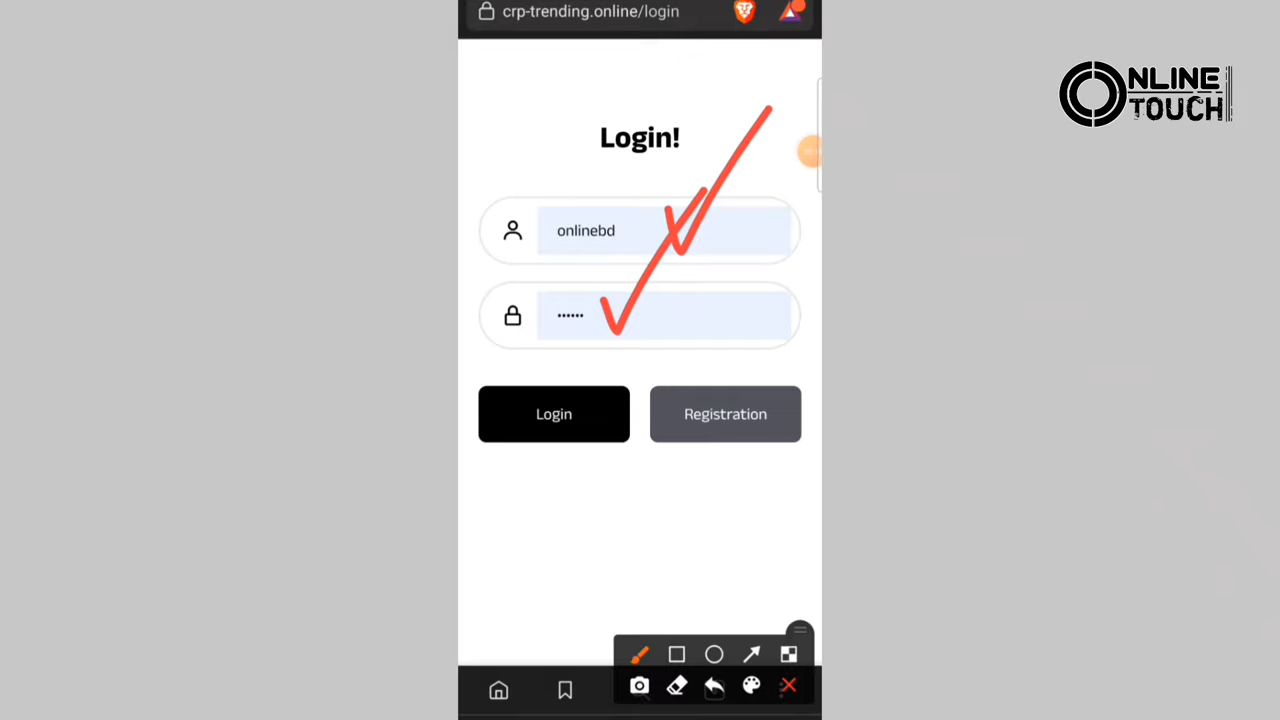 crp-trending.online/login
ONLINE
TOUCH
Login!
onlinebd
••••••
Login
Registration